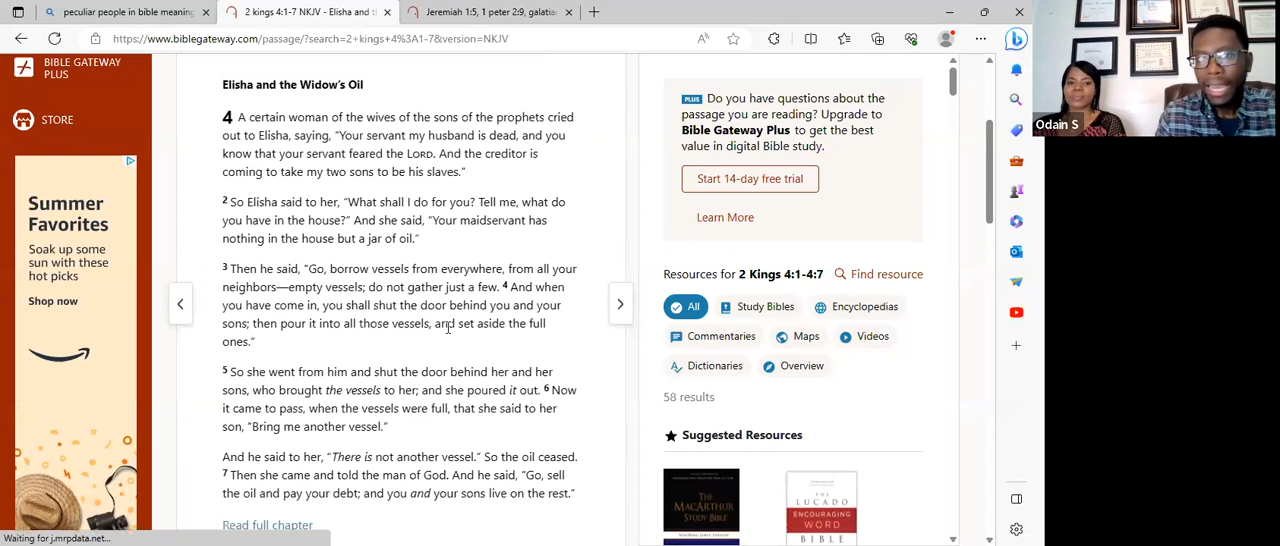 peculiar people in bible meaning
2 kings 4:1-7 NKJV - Elisha and t
Jeremiah 1:5, 1 peter 2:9, galatian
https://www.biblegateway.com/passage/?search=2+kings+4%3A1-7&version=NKJV
BIBLE GATEWAY
PLUS
STORE
Summer
Favorites
Soak up some
sun with these
hot picks
Shop now
Elisha and the Widow's Oil
4 A certain woman of the wives of the sons of the prophets cried
out to Elisha, saying, “Your servant my husband is dead, and you
know that your servant feared the LORD. And the creditor is
coming to take my two sons to be his slaves.”
2 So Elisha said to her, “What shall I do for you? Tell me, what do
you have in the house?” And she said, “Your maidservant has
nothing in the house but a jar of oil.”
3 Then he said, “Go, borrow vessels from everywhere, from all your
neighbors—empty vessels; do not gather just a few. 4 And when
you have come in, you shall shut the door behind you and your
sons; then pour it into all those vessels, and set aside the full
ones.”
5 So she went from him and shut the door behind her and her
sons, who brought the vessels to her; and she poured it out. 6 Now
it came to pass, when the vessels were full, that she said to her
son, “Bring me another vessel.”
And he said to her, “There is not another vessel.” So the oil ceased.
7 Then she came and told the man of God. And he said, “Go, sell
the oil and pay your debt; and you and your sons live on the rest.”
Read full chapter
PLUS Do you have questions about the
passage you are reading? Upgrade to
Bible Gateway Plus to get the best
value in digital Bible study.
Start 14-day free trial
Learn More
Resources for 2 Kings 4:1-4:7
Find resource
All
Study Bibles
Encyclopedias
Commentaries
Maps
Videos
Dictionaries
Overview
58 results
Suggested Resources
THE
MACARTHUR
STUDY BIBLE
THE
LUCADO
ENCOURAGING
WORD
BIBLE
Waiting for j.mrpdata.net...
Odain S